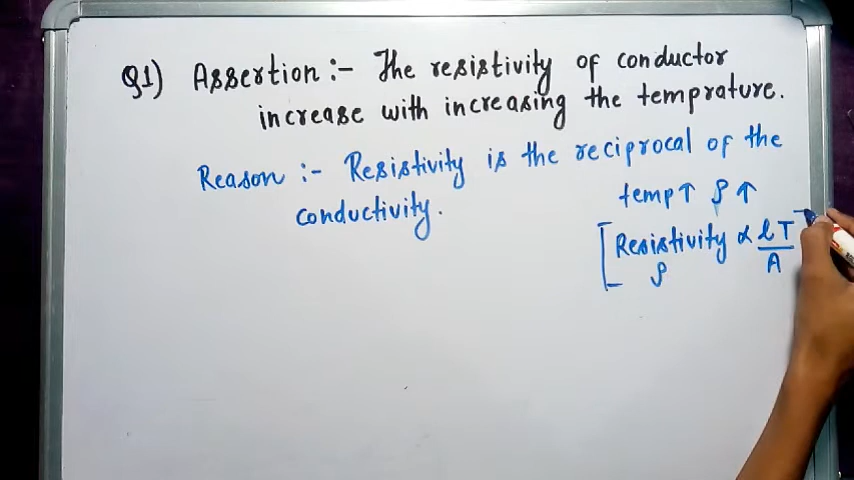 Q1) Assertion :- The resistivity of conductor
increase with increasing the temprature.
Reason :- Resistivity is the reciprocal of the
conductivity.
temp↑ ρ ↑
[Resistivity ∝ lT/A
ρ